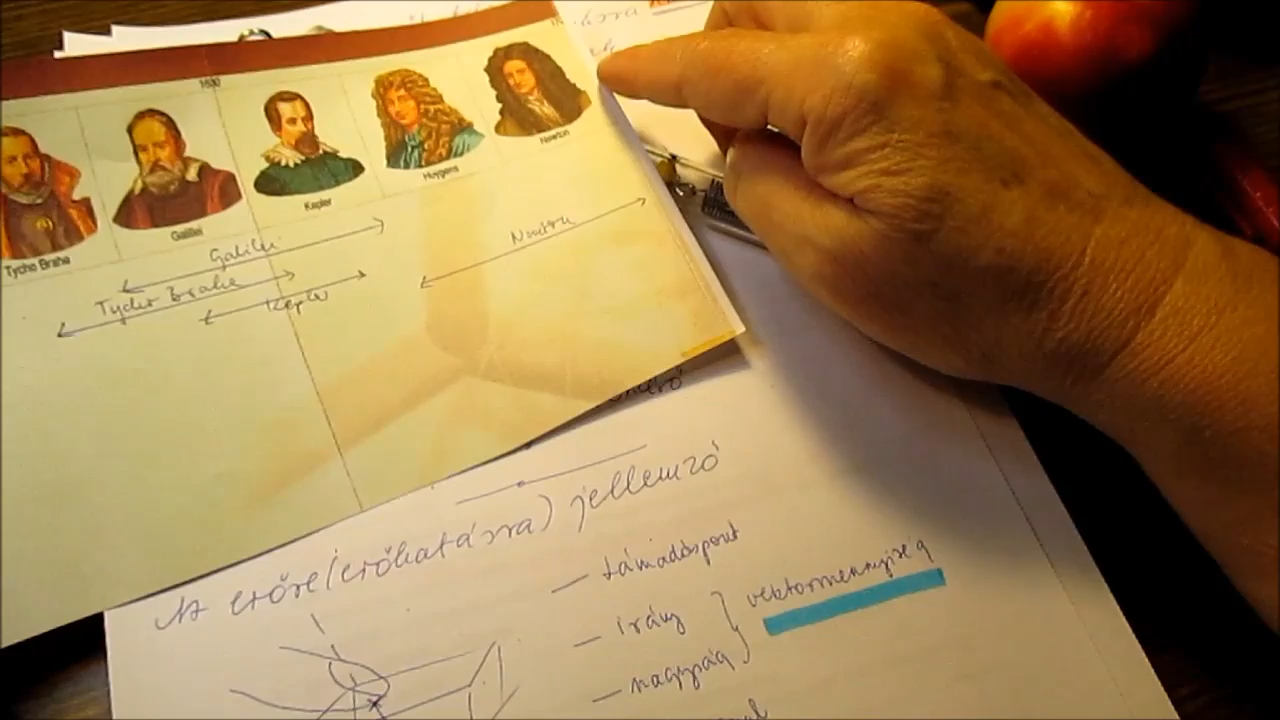 1600
Tycho Brahe
Galilei
Kepler
Huygens
Newton
Galilei
Tycho Brahe
Kepler
Newton
Az erőre (erőhatásra) jellemző
— támadáspont
— irány
— nagyság
vektormennyiség